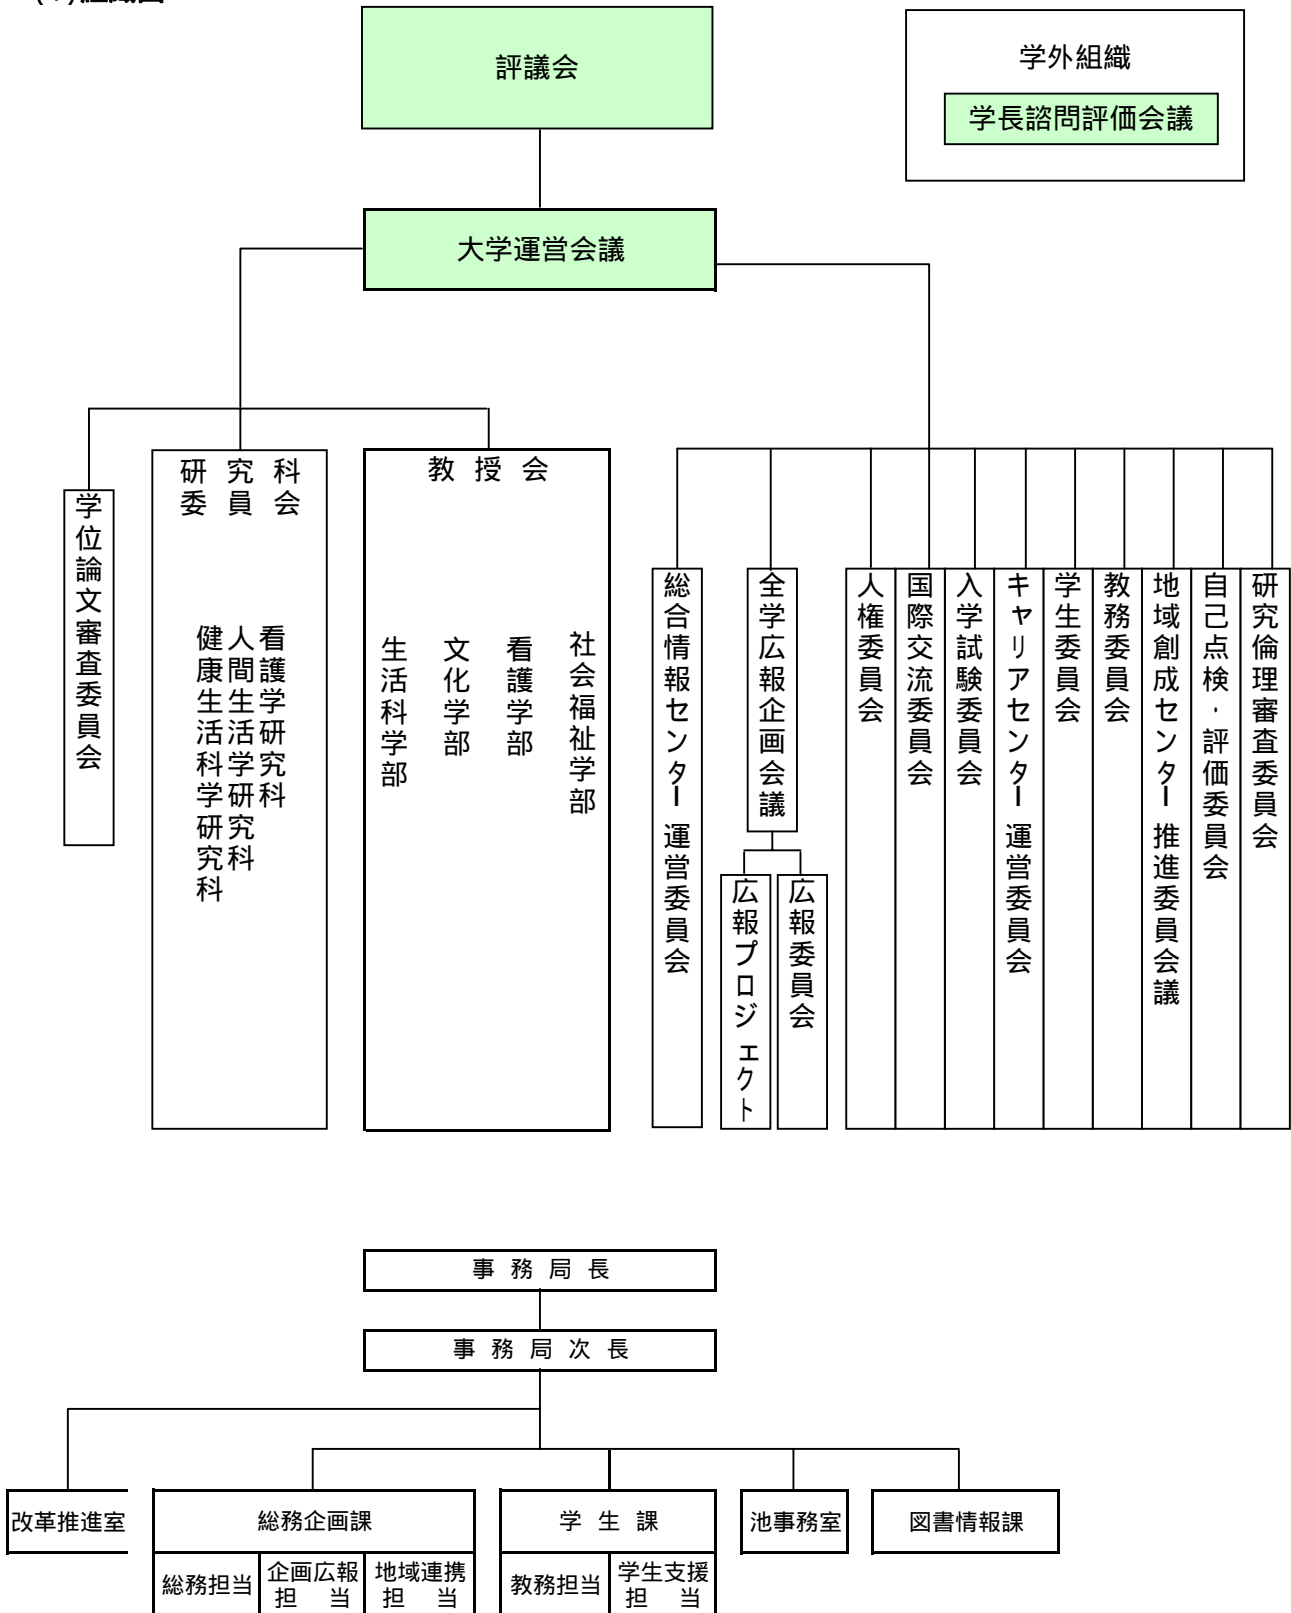 評議会
学外組織
学長諮問評価会議
大学運営会議
学位論文審査委員会
研究科
委員会
看護学研究科
人間生活学研究科
健康生活科学研究科
教授会
生活科学部
文化学部
看護学部
社会福祉学部
総合情報センター運営委員会
全学広報企画会議
広報プロジェクト
広報委員会
人権委員会
国際交流委員会
入学試験委員会
キャリアセンター運営委員会
学生委員会
教務委員会
地域創成センター推進委員会議
自己点検・評価委員会
研究倫理審査委員会
事務局長
事務局次長
改革推進室
総務企画課
総務担当
企画広報
担当
地域連携
担当
学生課
教務担当
学生支援
担当
池事務室
図書情報課